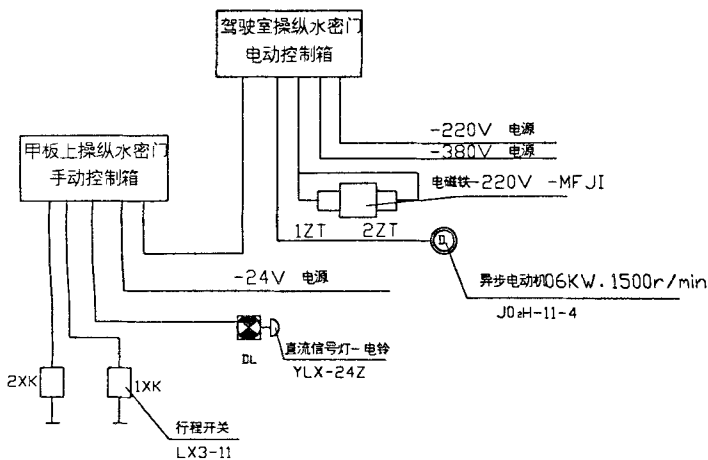 驾驶室操纵水密门
电动控制箱
甲板上操纵水密门
手动控制箱
-220V 电源
-380V 电源
电磁铁-220V -MFJI
1ZT 2ZT
D
-24V 电源
异步电动机06KW. 1500r/min
JO₂H-11-4
DL
直流信号灯-电铃
YLX-24Z
2XK
1XK
行程开关
LX3-11